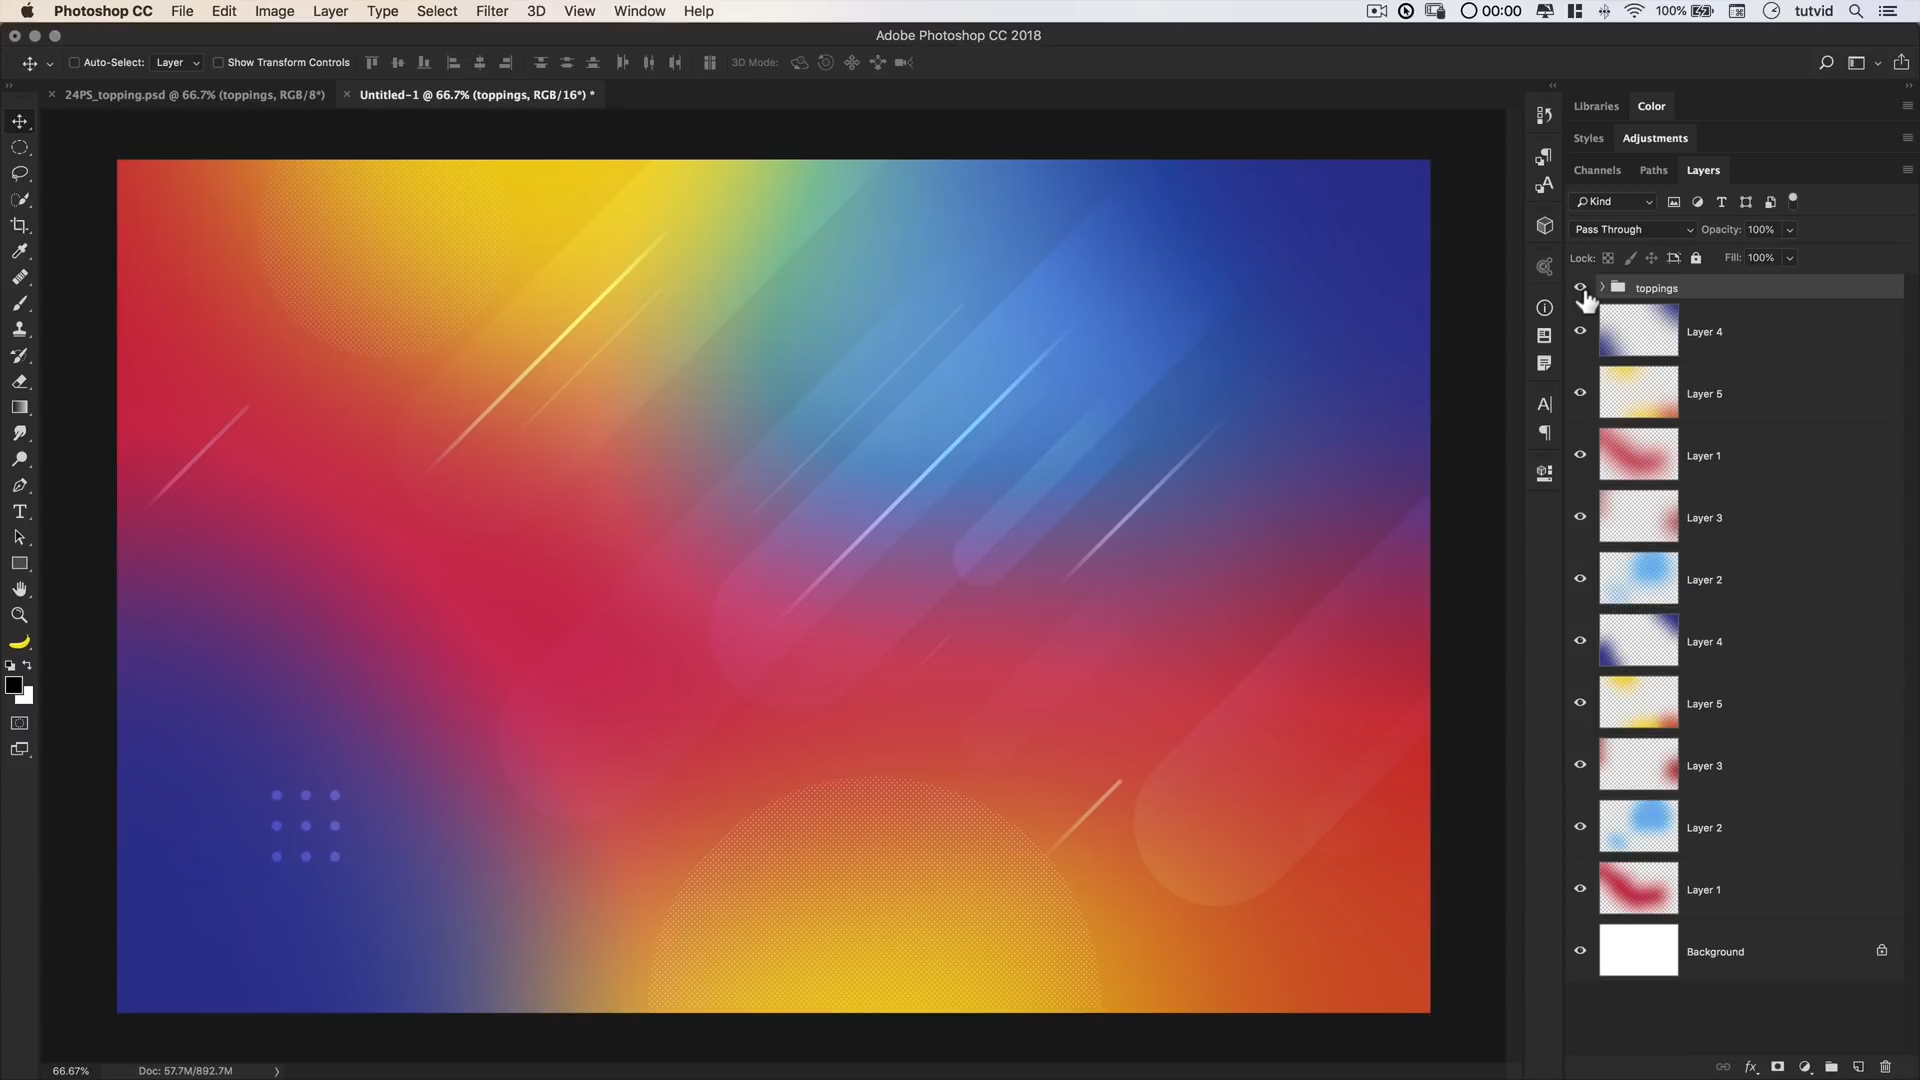 Photoshop CC File Edit Image Layer Type Select Filter 3D View Window Help 00:00 100% tutvid
Adobe Photoshop CC 2018
Auto-Select: Layer Show Transform Controls 3D Mode:
24PS_topping.psd @ 66.7% (toppings, RGB/8*) Untitled-1 @ 66.7% (toppings, RGB/16*) *
Libraries Color
Styles Adjustments
Channels Paths Layers
Kind
Pass Through Opacity: 100%
Lock: Fill: 100%
toppings
Layer 4
Layer 5
Layer 1
Layer 3
Layer 2
Layer 4
Layer 5
Layer 3
Layer 2
Layer 1
Background
66.67% Doc: 57.7M/892.7M